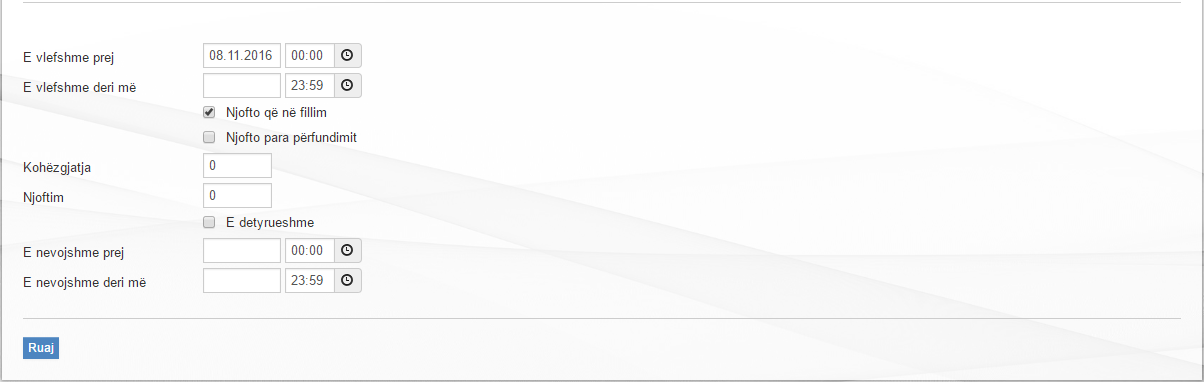 E vlefshme prej 08.11.2016 00:00
E vlefshme deri më 23:59
Njofto që në fillim
Njofto para përfundimit
Kohëzgjatja 0
Njoftim 0
E detyrueshme
E nevojshme prej 00:00
E nevojshme deri më 23:59
Ruaj